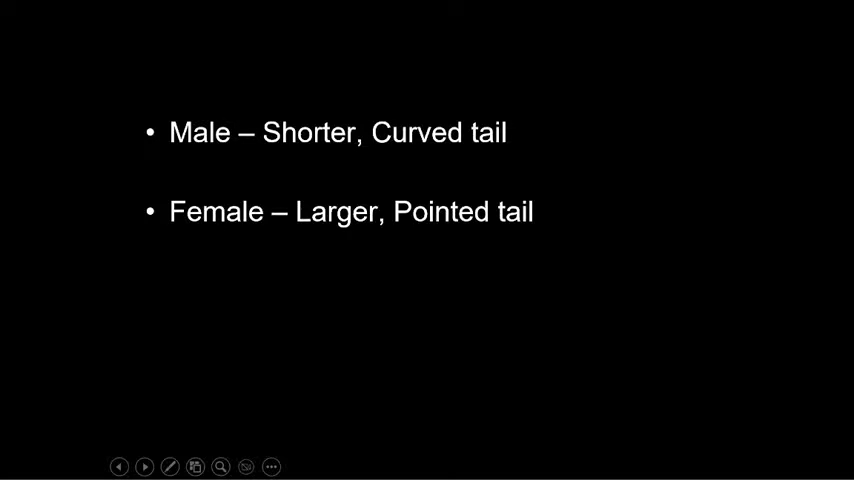 • Male – Shorter, Curved tail
• Female – Larger, Pointed tail